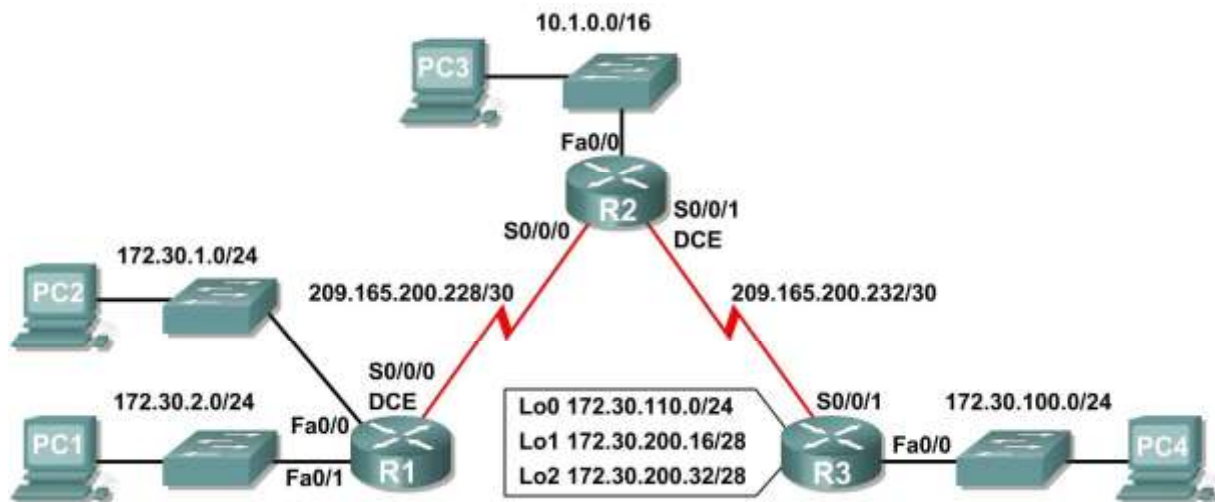 10.1.0.0/16
PC3
Fa0/0
R2
S0/0/0
S0/0/1
DCE
172.30.1.0/24
PC2
209.165.200.228/30
209.165.200.232/30
S0/0/0
DCE
172.30.2.0/24
Fa0/0
PC1
Fa0/1
R1
Lo0 172.30.110.0/24
Lo1 172.30.200.16/28
Lo2 172.30.200.32/28
S0/0/1
172.30.100.0/24
Fa0/0
R3
PC4